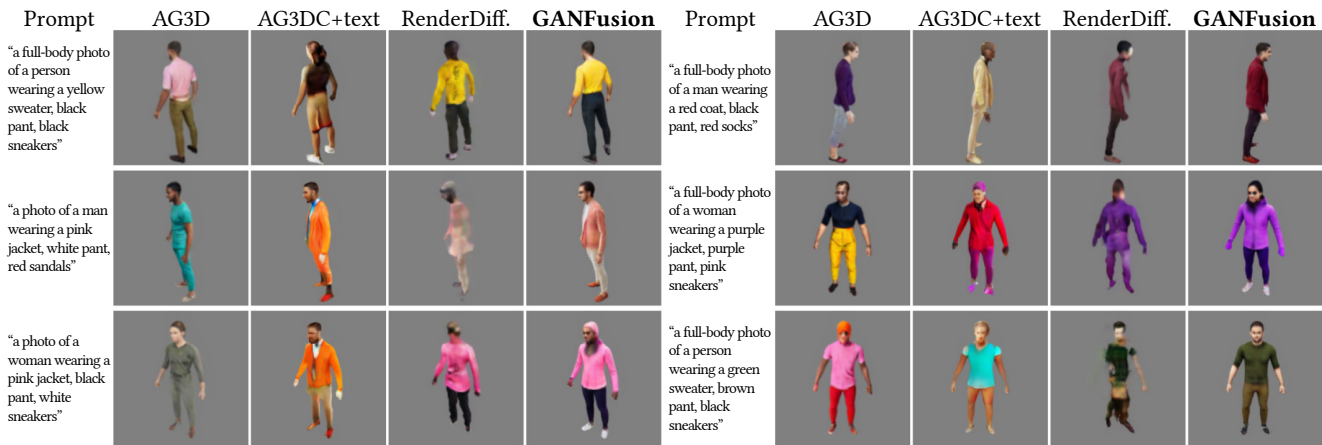 Prompt AG3D AG3DC+text RenderDiff. GANFusion
“a full-body photo
of a person
wearing a yellow
sweater, black
pant, black
sneakers”
“a photo of a man
wearing a pink
jacket, white pant,
red sandals”
“a photo of a
woman wearing a
pink jacket, black
pant, white
sneakers”
Prompt AG3D AG3DC+text RenderDiff. GANFusion
“a full-body photo
of a man wearing
a red coat, black
pant, red socks”
“a full-body photo
of a woman
wearing a purple
jacket, purple
pant, pink
sneakers”
“a full-body photo
of a person
wearing a green
sweater, brown
pant, black
sneakers”